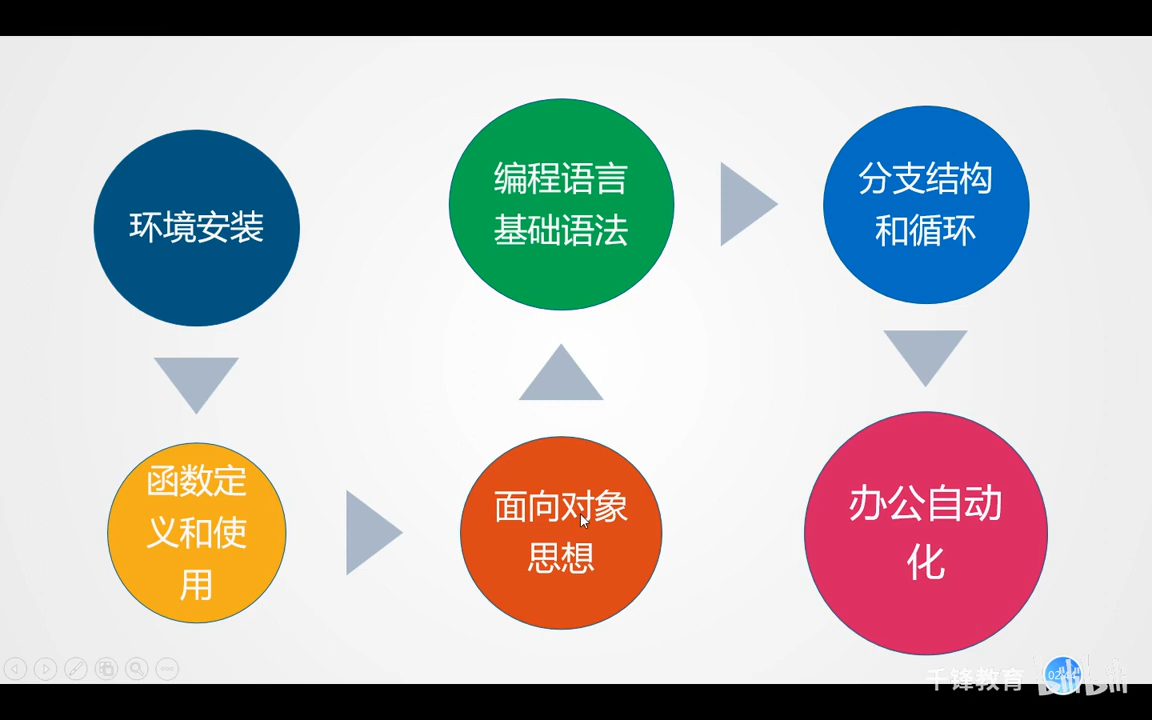 环境安装
函数定
义和使
用
面向对象
思想
编程语言
基础语法
分支结构
和循环
办公自动
化
千锋教育
bilibili